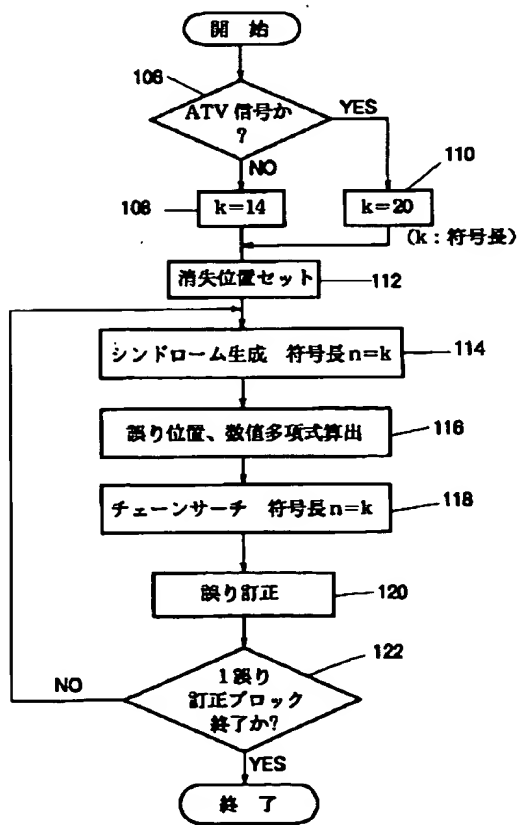 開 始
106
ATV 信号か
?
YES
NO
110
108
k=14
k=20
(k:符号長)
消失位置セット
112
シンドローム生成 符号長n=k
114
誤り位置、数値多項式算出
116
チェーンサーチ 符号長n=k
118
誤り訂正
120
122
1誤り
訂正ブロック
終了か?
NO
YES
終 了